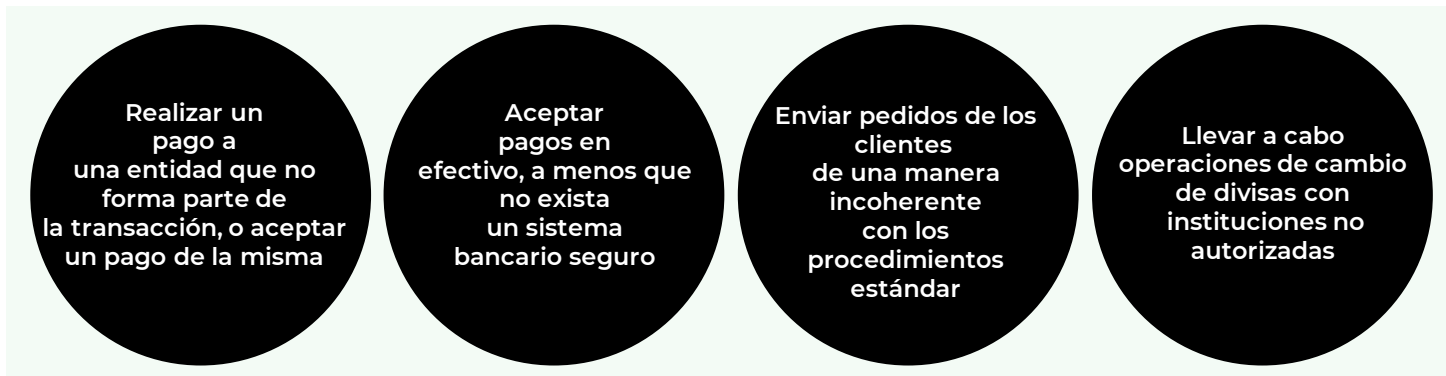 Realizar un
pago a
una entidad que no
forma parte de
la transacción, o aceptar
un pago de la misma
Aceptar
pagos en
efectivo, a menos que
no exista
un sistema
bancario seguro
Enviar pedidos de los
clientes
de una manera
incoherente
con los
procedimientos
estándar
Llevar a cabo
operaciones de cambio
de divisas con
instituciones no
autorizadas